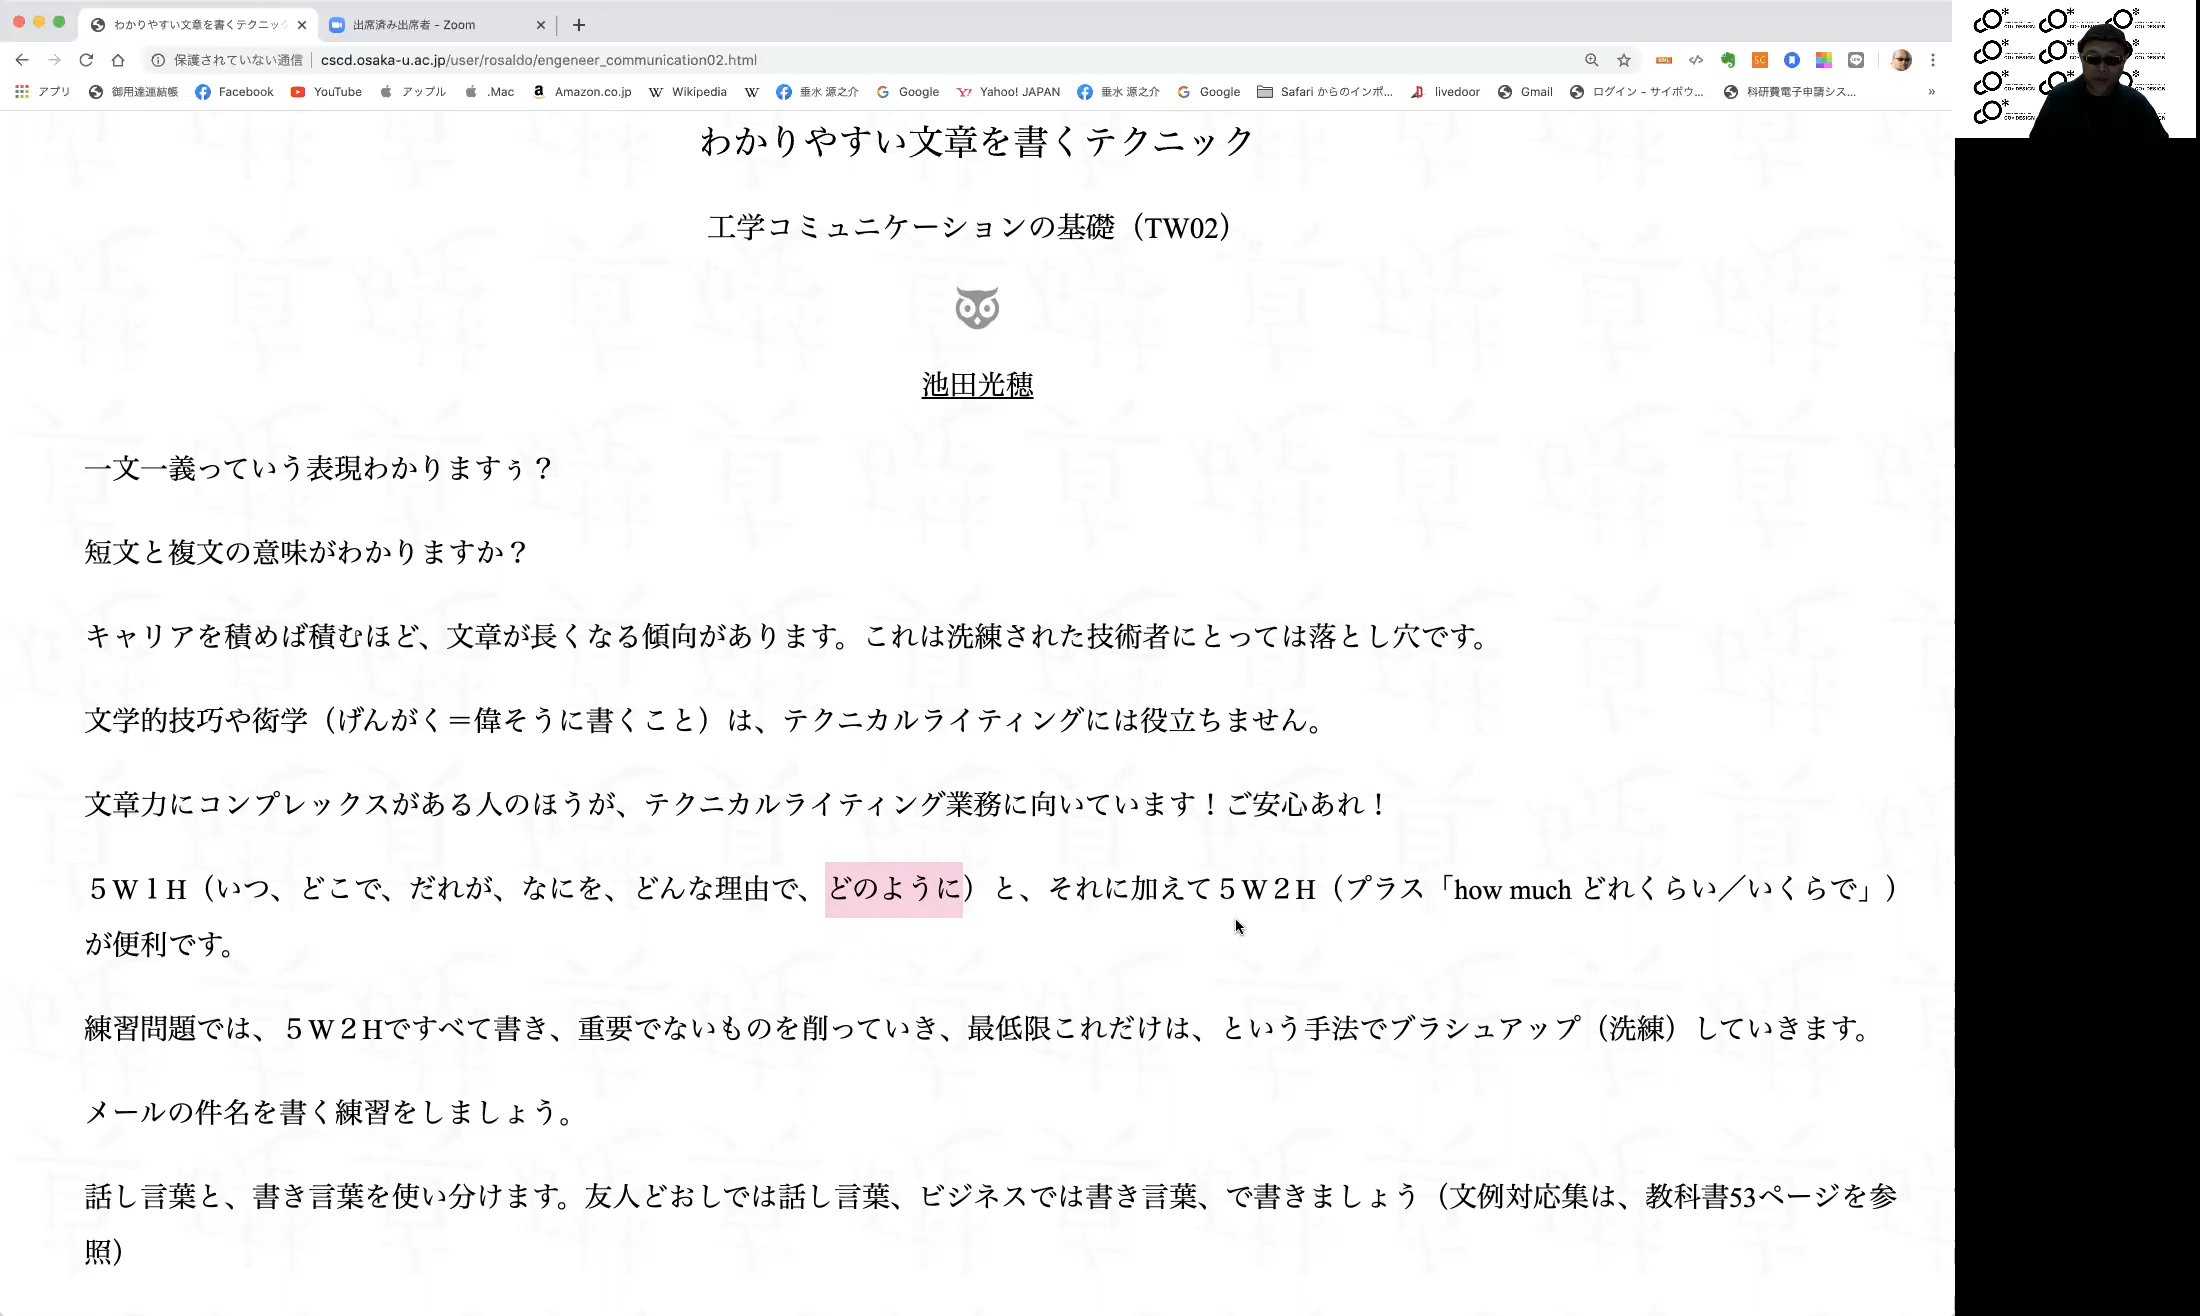 わかりやすい文章を書くテクニック
出席済み出席者 - Zoom
保護されていない通信
cscd.osaka-u.ac.jp/user/rosaldo/engeneer_communication02.html
アプリ 御用達連結帳 Facebook YouTube アップル .Mac Amazon.co.jp Wikipedia 垂水 源之介 Google Yahoo! JAPAN 垂水 源之介 Google Safari からのインポ... livedoor Gmail ログイン - サイボウ... 科研費電子申請シス... »
わかりやすい文章を書くテクニック
工学コミュニケーションの基礎（TW02）
池田光穂
一文一義っていう表現わかりますぅ？
短文と複文の意味がわかりますか？
キャリアを積めば積むほど、文章が長くなる傾向があります。これは洗練された技術者にとっては落とし穴です。
文学的技巧や衒学（げんがく＝偉そうに書くこと）は、テクニカルライティングには役立ちません。
文章力にコンプレックスがある人のほうが、テクニカルライティング業務に向いています！ご安心あれ！
５W１H（いつ、どこで、だれが、なにを、どんな理由で、どのように）と、それに加えて５W２H（プラス「how much どれくらい／いくらで」）
が便利です。
練習問題では、５W２Hですべて書き、重要でないものを削っていき、最低限これだけは、という手法でブラシュアップ（洗練）していきます。
メールの件名を書く練習をしましょう。
話し言葉と、書き言葉を使い分けます。友人どおしでは話し言葉、ビジネスでは書き言葉、で書きましょう（文例対応集は、教科書53ページを参
照）